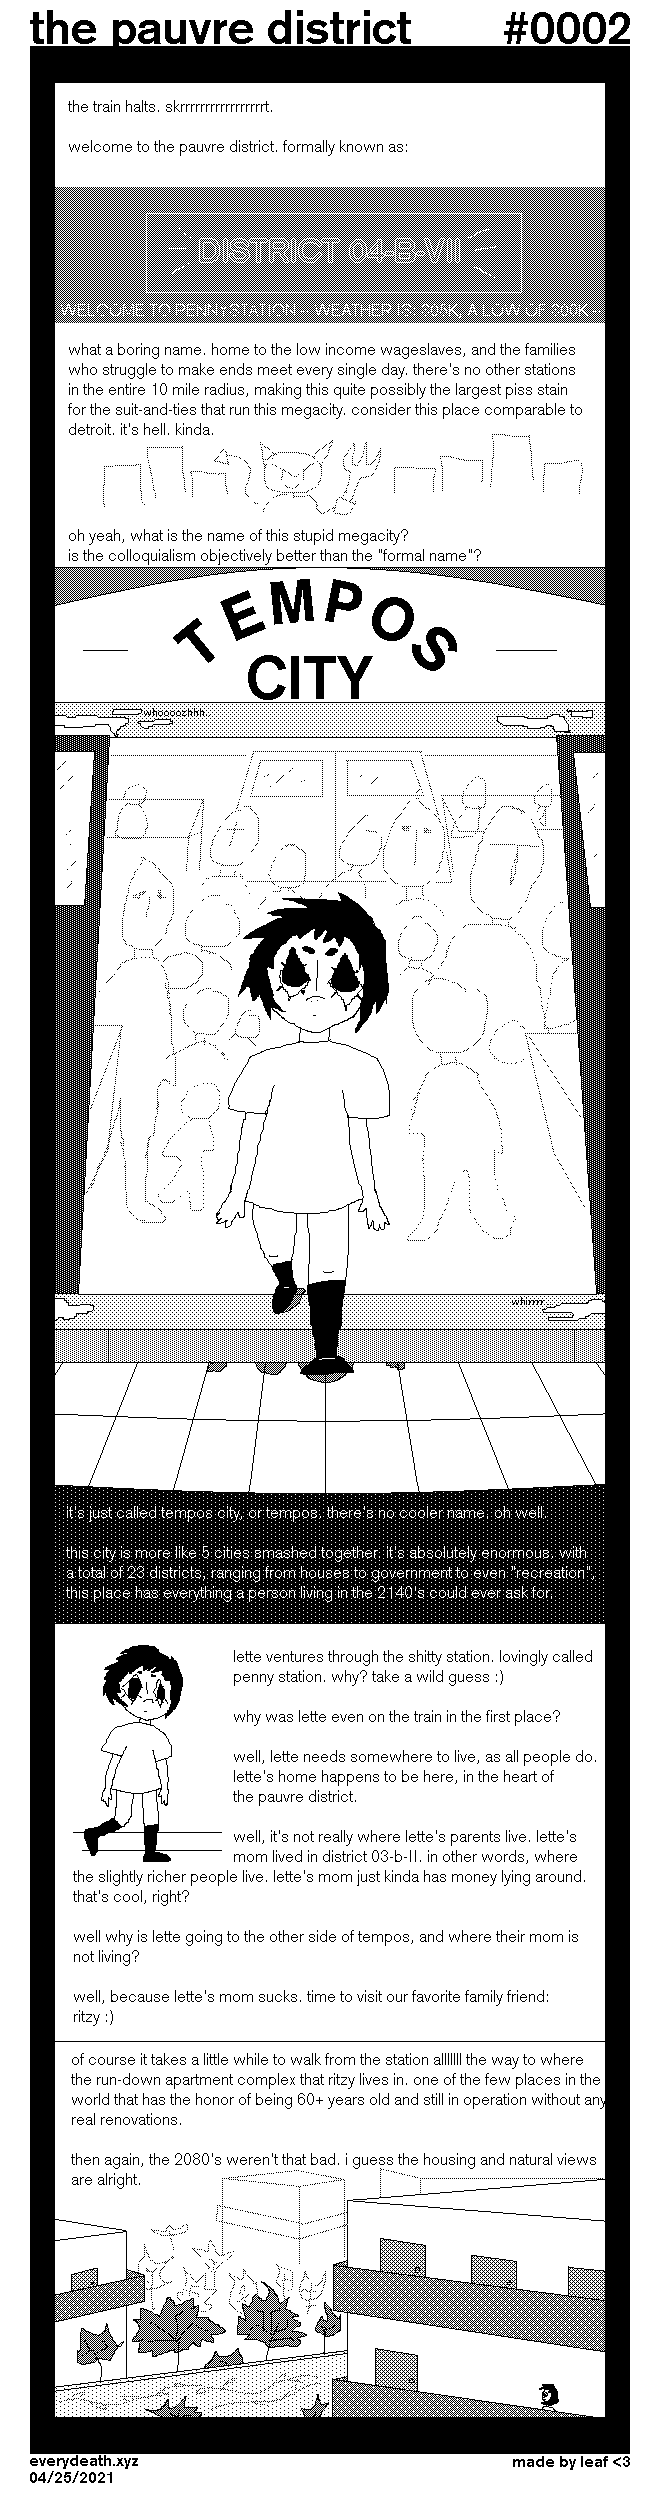 the pauvre district #0002
the train halts. skrrrrrrrrrrrrrrrrrt.
welcome to the pauvre district. formally known as:
DISTRICT 04-B-VII
WELCOME TO PENNY STATION - WEATHER IS: 305K, A LOW OF 300K -
what a boring name. home to the low income wageslaves, and the families
who struggle to make ends meet every single day. there's no other stations
in the entire 10 mile radius, making this quite possibly the largest piss stain
for the suit-and-ties that run this megacity. consider this place comparable to
detroit. it's hell. kinda.
oh yeah, what is the name of this stupid megacity?
is the colloquialism objectively better than the "formal name"?
TEMPOS
CITY
whoooozhhh..
whirrrr...
it's just called tempos city, or tempos. there's no cooler name. oh well.
this city is more like 5 cities smashed together. it's absolutely enormous. with
a total of 23 districts, ranging from houses to government to even "recreation",
this place has everything a person living in the 2140's could ever ask for.
lette ventures through the shitty station. lovingly called
penny station. why? take a wild guess :)
why was lette even on the train in the first place?
well, lette needs somewhere to live, as all people do.
lette's home happens to be here, in the heart of
the pauvre district.
well, it's not really where lette's parents live. lette's
mom lived in district 03-b-II. in other words, where
the slightly richer people live. lette's mom just kinda has money lying around.
that's cool, right?
well why is lette going to the other side of tempos, and where their mom is
not living?
well, because lette's mom sucks. time to visit our favorite family friend:
ritzy :)
of course it takes a little while to walk from the station alllllll the way to where
the run-down apartment complex that ritzy lives in. one of the few places in the
world that has the honor of being 60+ years old and still in operation without any
real renovations.
then again, the 2080's weren't that bad. i guess the housing and natural views
are alright.
everydeath.xyz made by leaf <3
04/25/2021